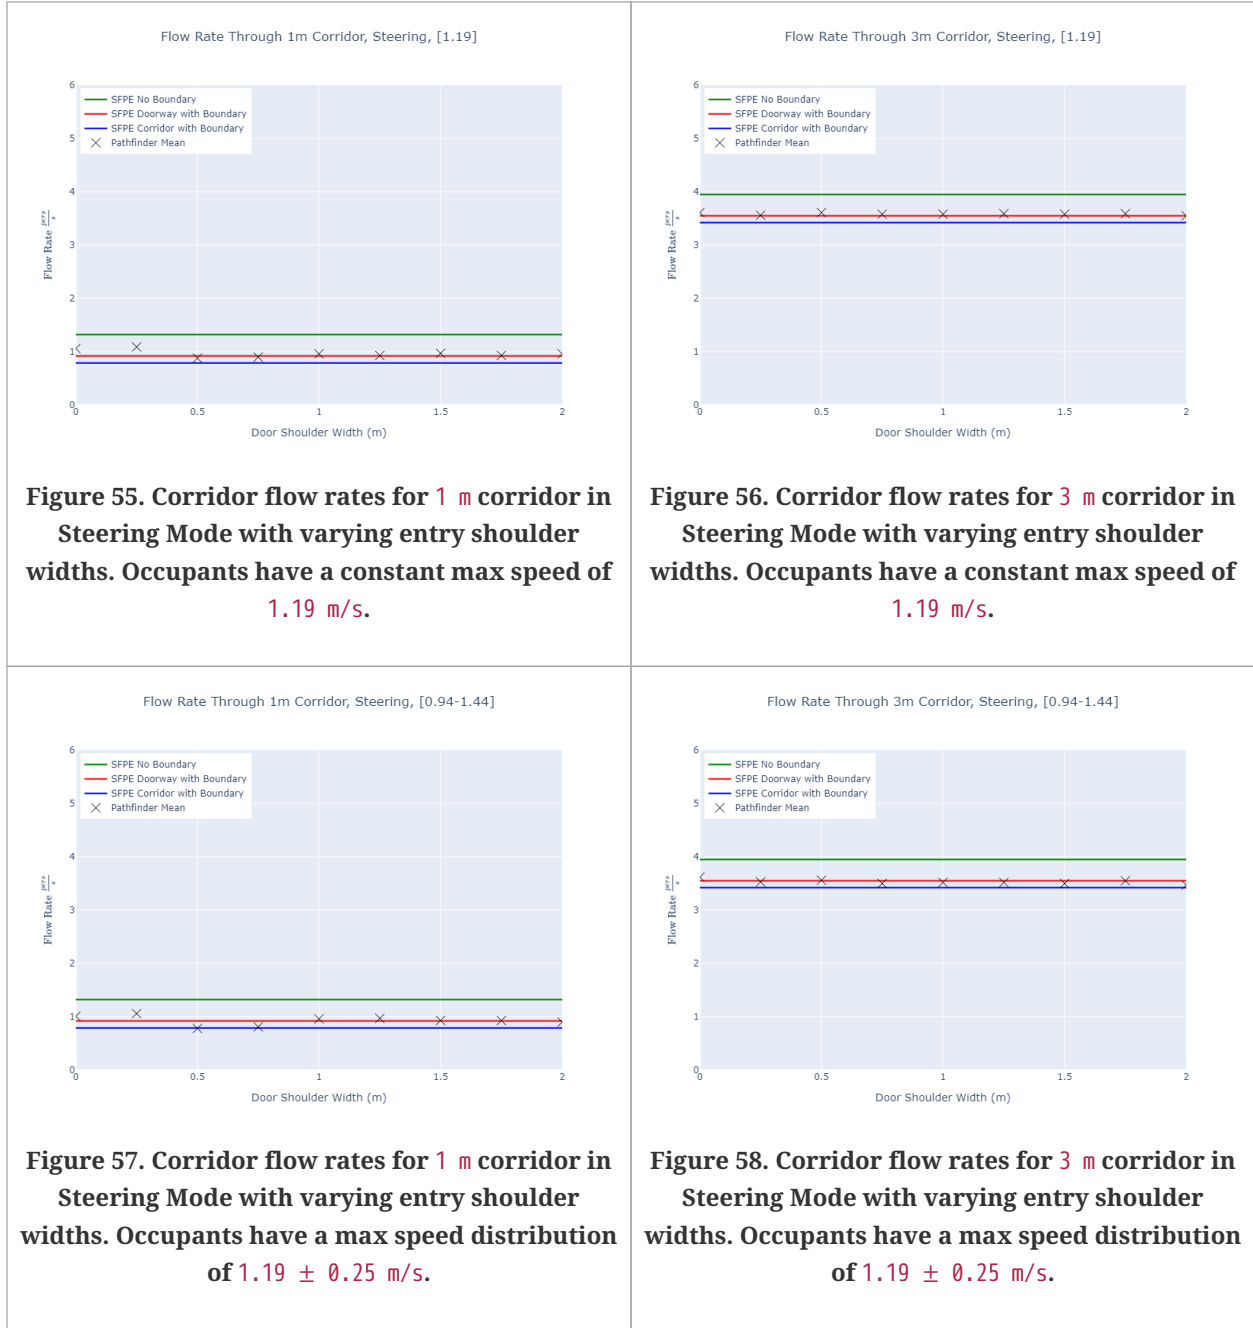 Flow Rate Through 1m Corridor, Steering, [1.19]
6
5
4
3
2
1
0
Flow Rate pers/s
SFPE No Boundary
SFPE Doorway with Boundary
SFPE Corridor with Boundary
Pathfinder Mean
0
0.5
1
1.5
2
Door Shoulder Width (m)
Figure 55. Corridor flow rates for 1 m corridor in
Steering Mode with varying entry shoulder
widths. Occupants have a constant max speed of
1.19 m/s.
Flow Rate Through 3m Corridor, Steering, [1.19]
6
5
4
3
2
1
0
Flow Rate pers/s
SFPE No Boundary
SFPE Doorway with Boundary
SFPE Corridor with Boundary
Pathfinder Mean
0
0.5
1
1.5
2
Door Shoulder Width (m)
Figure 56. Corridor flow rates for 3 m corridor in
Steering Mode with varying entry shoulder
widths. Occupants have a constant max speed of
1.19 m/s.
Flow Rate Through 1m Corridor, Steering, [0.94-1.44]
6
5
4
3
2
1
0
Flow Rate pers/s
SFPE No Boundary
SFPE Doorway with Boundary
SFPE Corridor with Boundary
Pathfinder Mean
0
0.5
1
1.5
2
Door Shoulder Width (m)
Figure 57. Corridor flow rates for 1 m corridor in
Steering Mode with varying entry shoulder
widths. Occupants have a max speed distribution
of 1.19 ± 0.25 m/s.
Flow Rate Through 3m Corridor, Steering, [0.94-1.44]
6
5
4
3
2
1
0
Flow Rate pers/s
SFPE No Boundary
SFPE Doorway with Boundary
SFPE Corridor with Boundary
Pathfinder Mean
0
0.5
1
1.5
2
Door Shoulder Width (m)
Figure 58. Corridor flow rates for 3 m corridor in
Steering Mode with varying entry shoulder
widths. Occupants have a max speed distribution
of 1.19 ± 0.25 m/s.